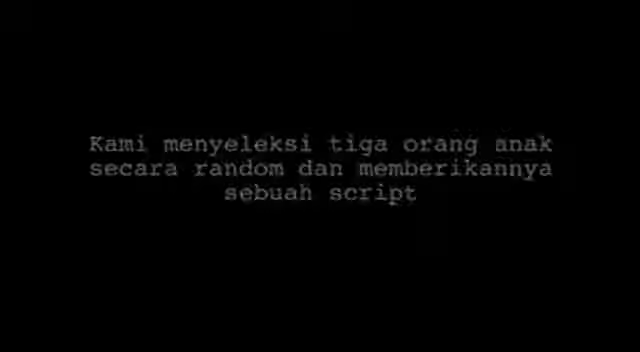 Kami menyeleksi tiga orang anak
secara random dan memberikannya
sebuah script